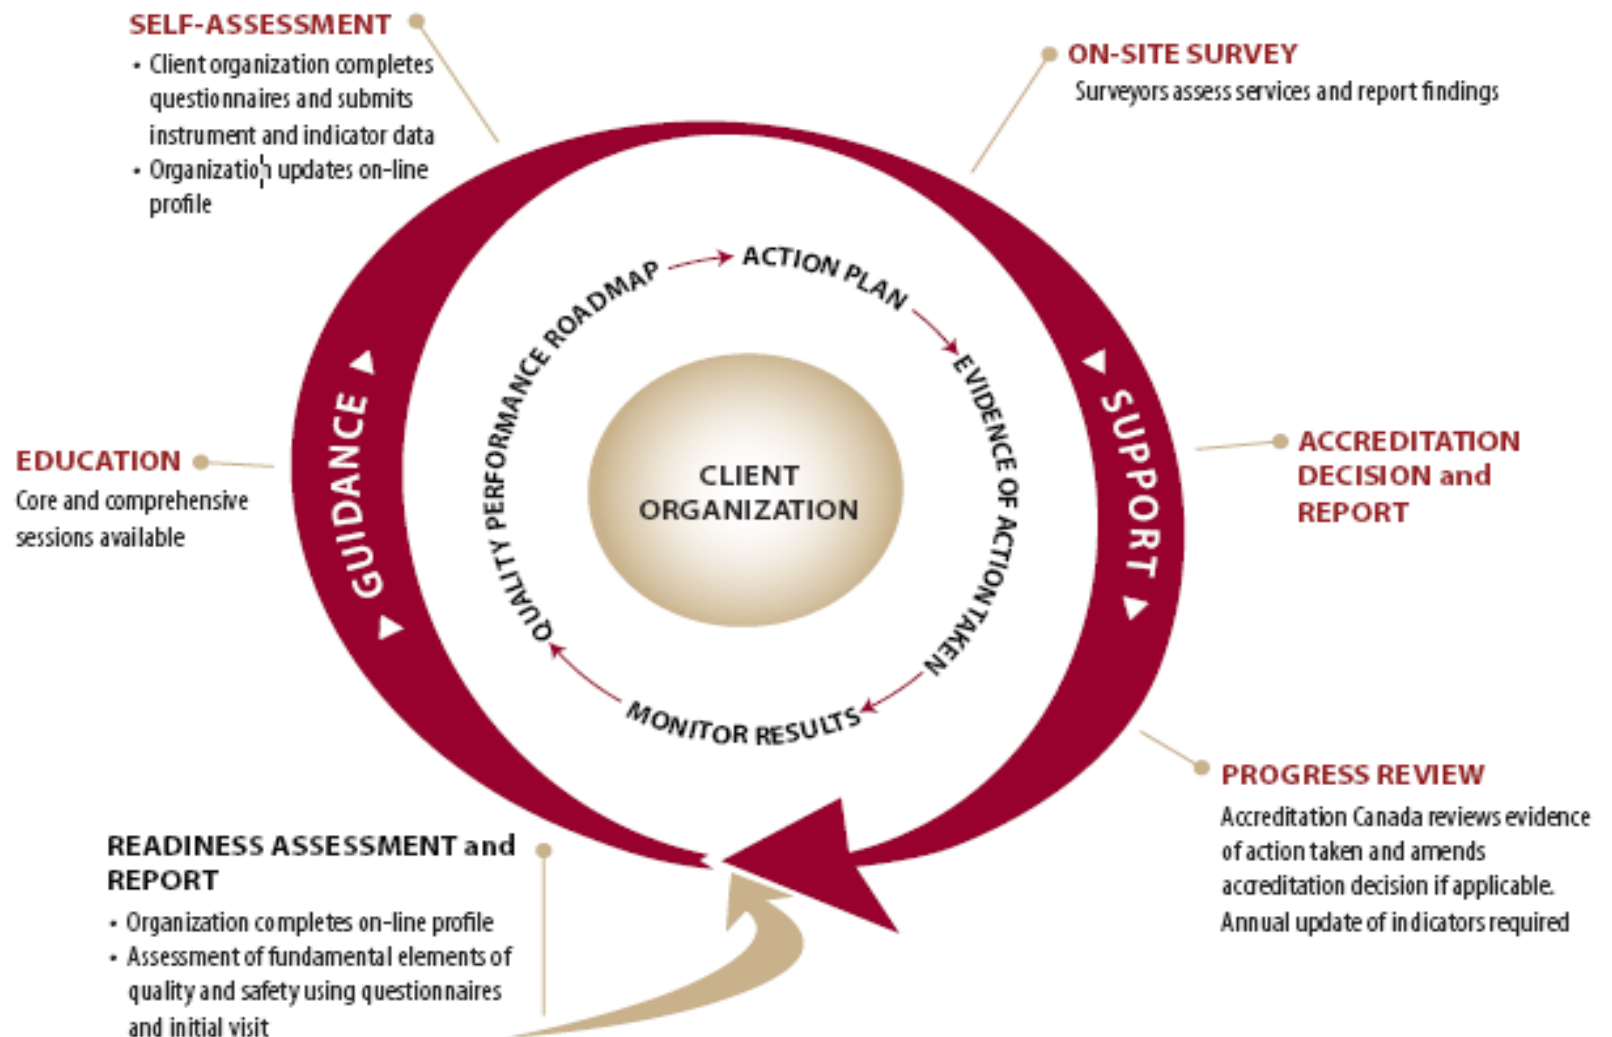 SELF-ASSESSMENT
• Client organization completes
questionnaires and submits
instrument and indicator data
• Organization updates on-line
profile
ON-SITE SURVEY
Surveyors assess services and report findings
EDUCATION
Core and comprehensive
sessions available
GUIDANCE
QUALITY PERFORMANCE ROADMAP
ACTION PLAN
EVIDENCE OF ACTION TAKEN
MONITOR RESULTS
CLIENT
ORGANIZATION
SUPPORT
ACCREDITATION
DECISION and
REPORT
PROGRESS REVIEW
Accreditation Canada reviews evidence
of action taken and amends
accreditation decision if applicable.
Annual update of indicators required
READINESS ASSESSMENT and
REPORT
• Organization completes on-line profile
• Assessment of fundamental elements of
quality and safety using questionnaires
and initial visit